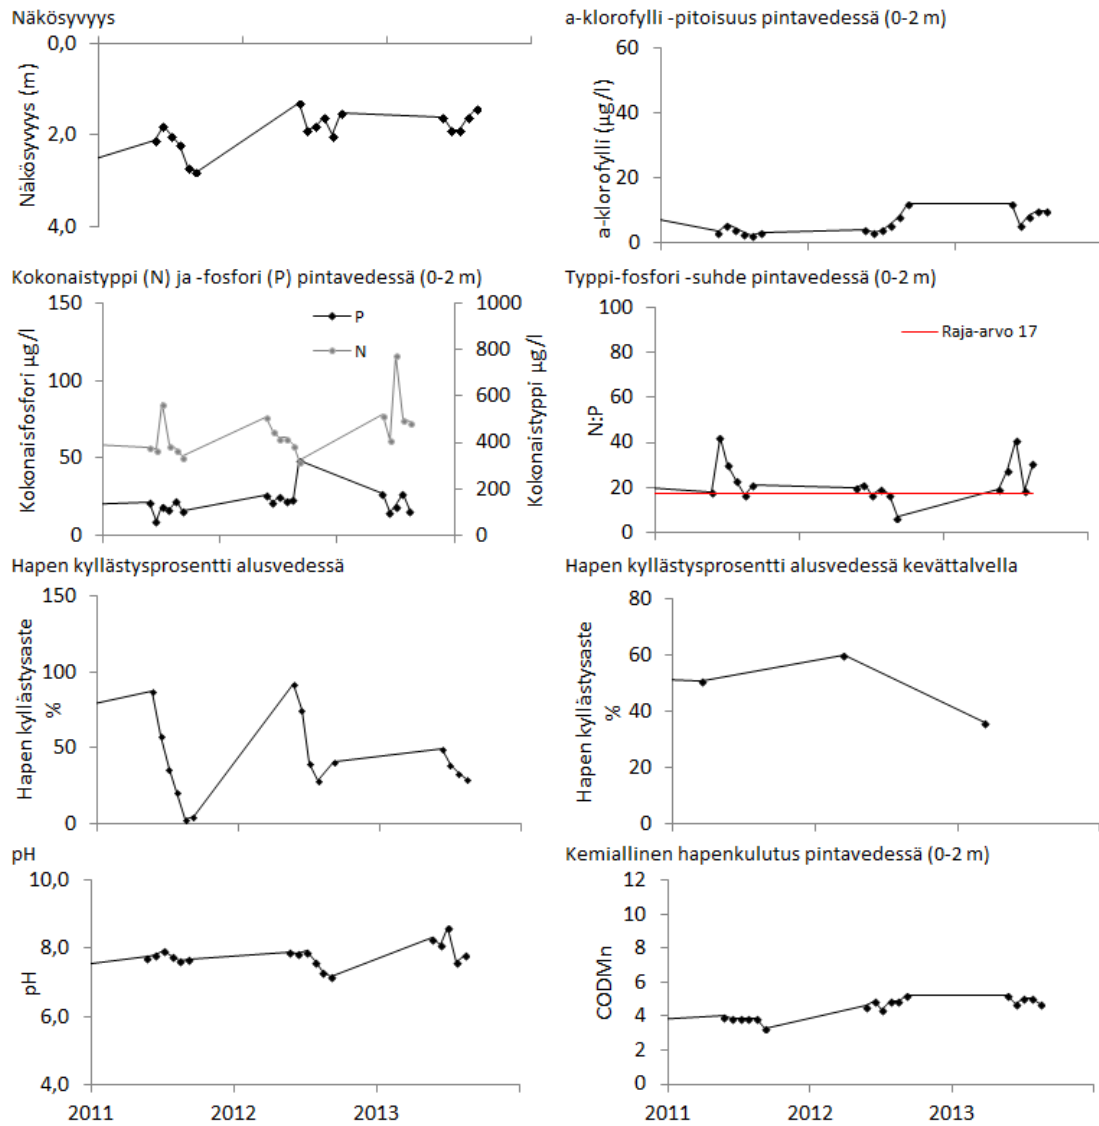 Näkösyvyys
0,0
2,0
4,0
Näkösyvyys (m)
a-klorofylli -pitoisuus pintavedessä (0-2 m)
60
40
20
0
a-klorofylli (µg/l)
Kokonaistyppi (N) ja -fosfori (P) pintavedessä (0-2 m)
150
100
50
0
Kokonaisfosfori µg/l
P
N
1000
800
600
400
200
0
Kokonaistyppi µg/l
Typpi-fosfori -suhde pintavedessä (0-2 m)
100
80
60
40
20
0
N:P
Raja-arvo 17
Hapen kyllästysprosentti alusvedessä
150
100
50
0
Hapen kyllästysaste
%
Hapen kyllästysprosentti alusvedessä kevättalvella
80
60
40
20
0
Hapen kyllästysaste
%
pH
10,0
8,0
6,0
4,0
pH
2011 2012 2013
Kemiallinen hapenkulutus pintavedessä (0-2 m)
12
10
8
6
4
2
0
CODMn
2011 2012 2013